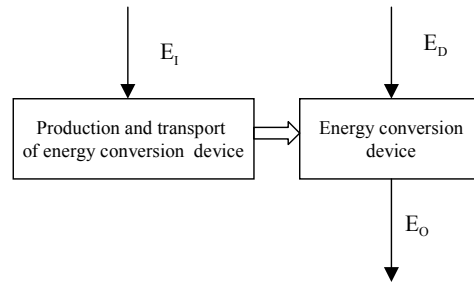 E_I
E_D
Production and transport
of energy conversion device
Energy conversion
device
E_O